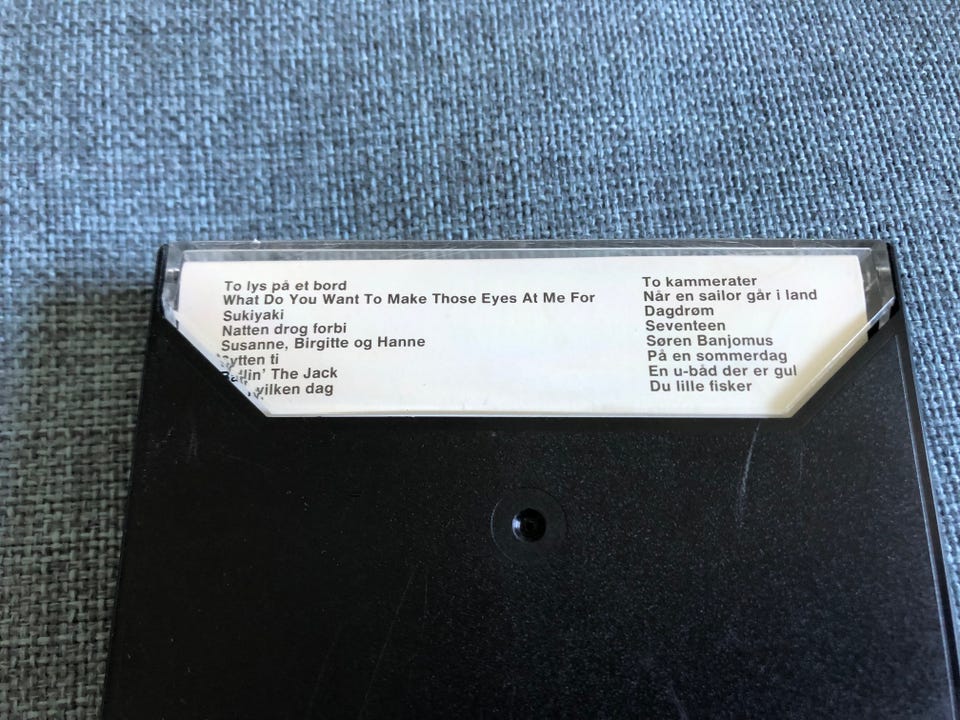 To lys på et bord
What Do You Want To Make Those Eyes At Me For
Sukiyaki
Natten drog forbi
Susanne, Birgitte og Hanne
ti
The Jack
dag
To kammerater
Når en sailor går i land
Dagdrøm
Seventeen
Søren Banjomus
På en sommerdag
En u-båd der er gul
Du lille fisker